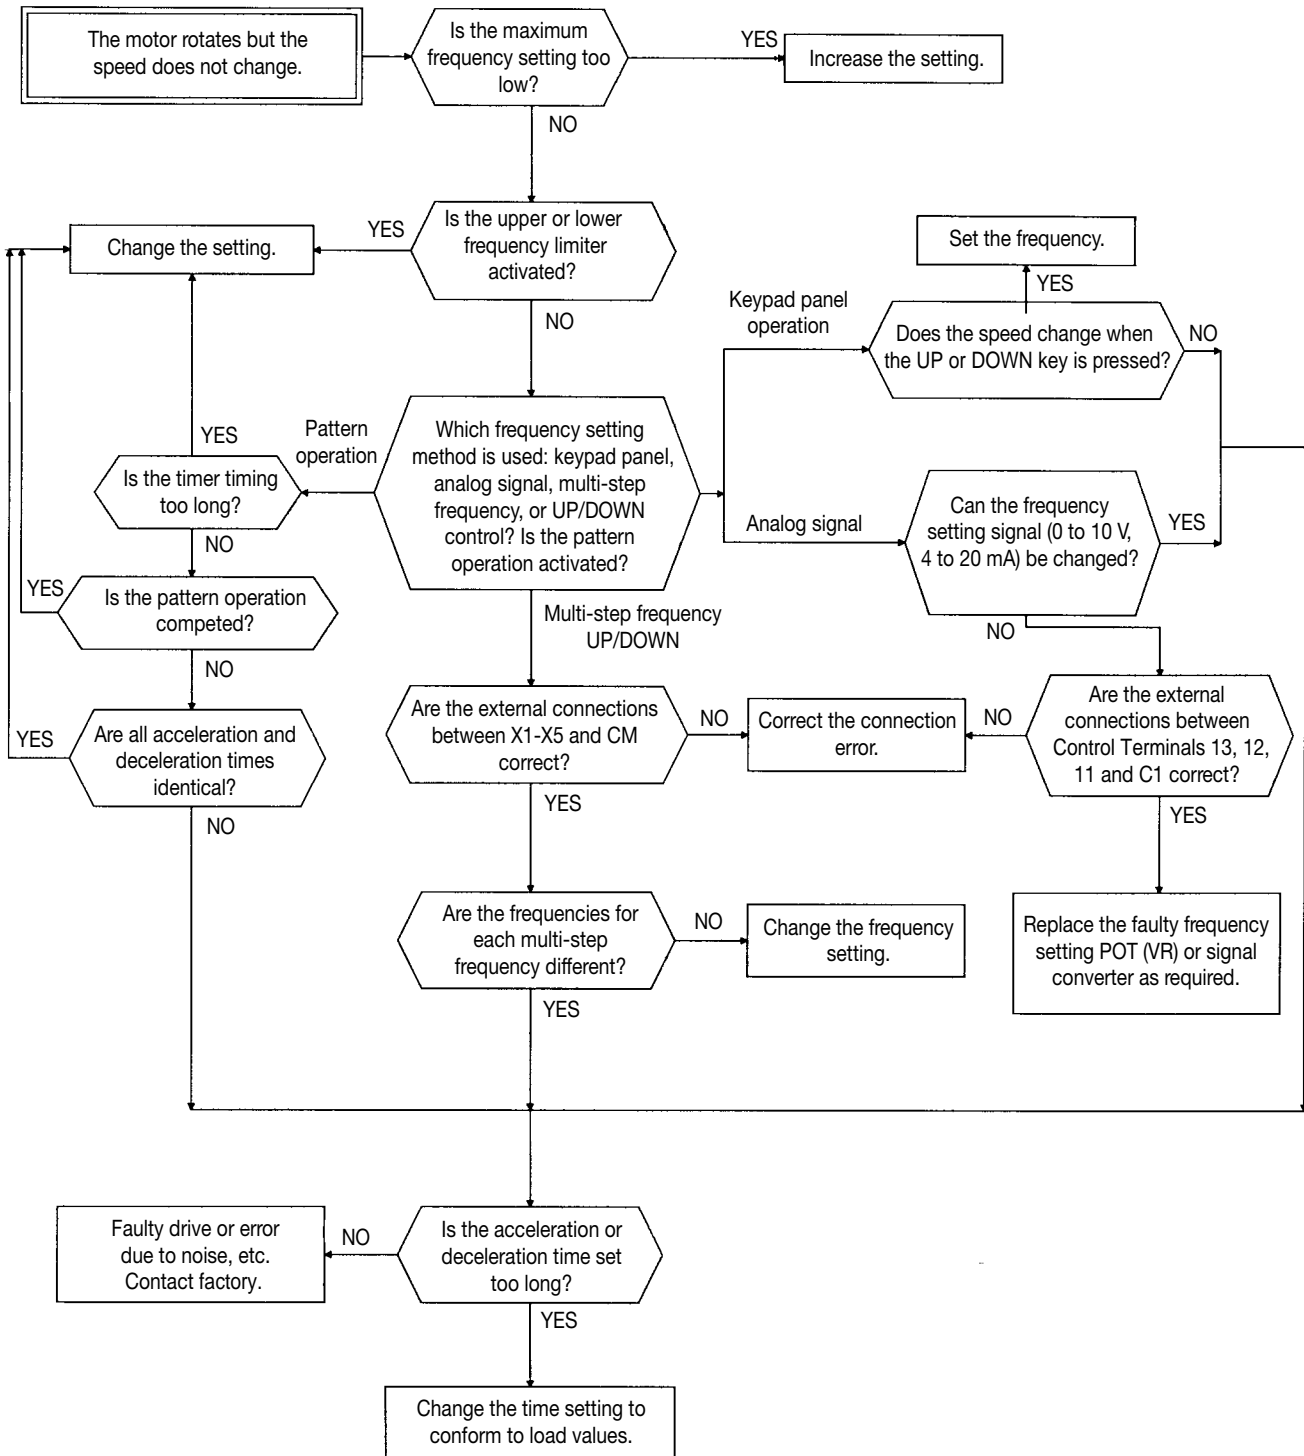 The motor rotates but the
speed does not change.
Is the maximum
frequency setting too
low?
YES
Increase the setting.
NO
Is the upper or lower
frequency limiter
activated?
YES
Change the setting.
NO
Set the frequency.
YES
Keypad panel
operation
Does the speed change when
the UP or DOWN key is pressed?
NO
Which frequency setting
method is used: keypad panel,
analog signal, multi-step
frequency, or UP/DOWN
control? Is the pattern
operation activated?
Pattern
operation
YES
Is the timer timing
too long?
NO
Analog signal
Can the frequency
setting signal (0 to 10 V,
4 to 20 mA) be changed?
YES
NO
YES
Is the pattern operation
competed?
NO
Multi-step frequency
UP/DOWN
YES
Are all acceleration and
deceleration times
identical?
NO
Are the external connections
between X1-X5 and CM
correct?
NO
Correct the connection
error.
NO
Are the external
connections between
Control Terminals 13, 12,
11 and C1 correct?
YES
YES
Are the frequencies for
each multi-step
frequency different?
NO
Change the frequency
setting.
Replace the faulty frequency
setting POT (VR) or signal
converter as required.
YES
Faulty drive or error
due to noise, etc.
Contact factory.
NO
Is the acceleration or
deceleration time set
too long?
YES
Change the time setting to
conform to load values.